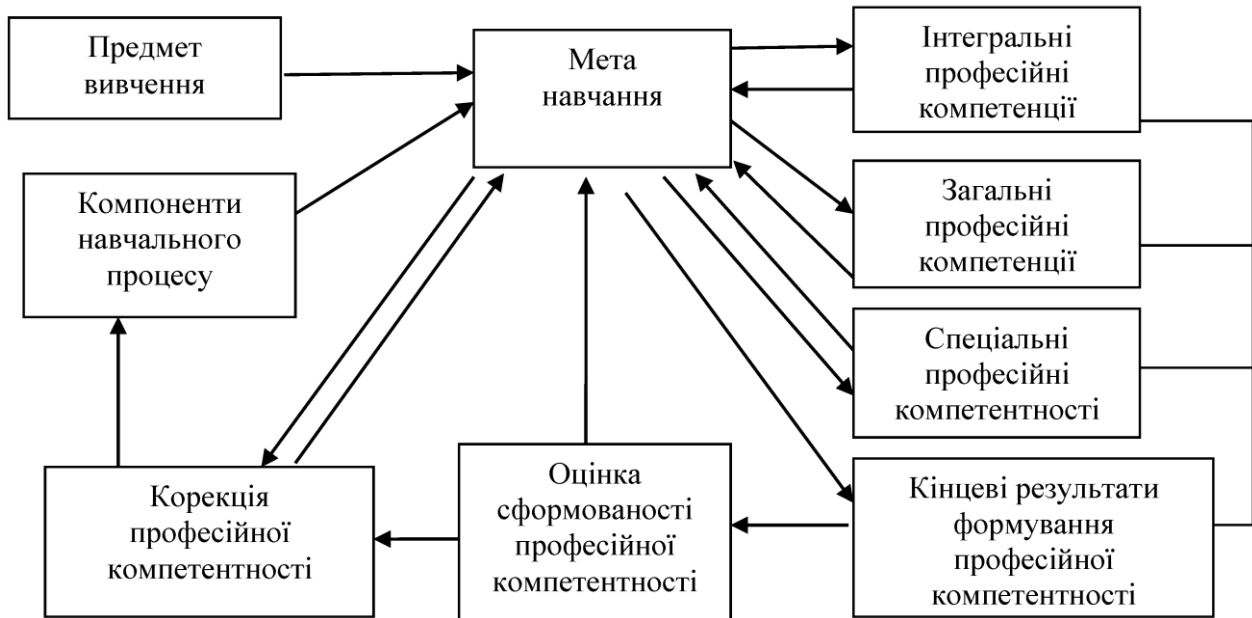 Предмет
вивчення
Мета
навчання
Інтегральні
професійні
компетенції
Компоненти
навчального
процесу
Загальні
професійні
компетенції
Спеціальні
професійні
компетентності
Корекція
професійної
компетентності
Оцінка
сформованості
професійної
компетентності
Кінцеві результати
формування
професійної
компетентності